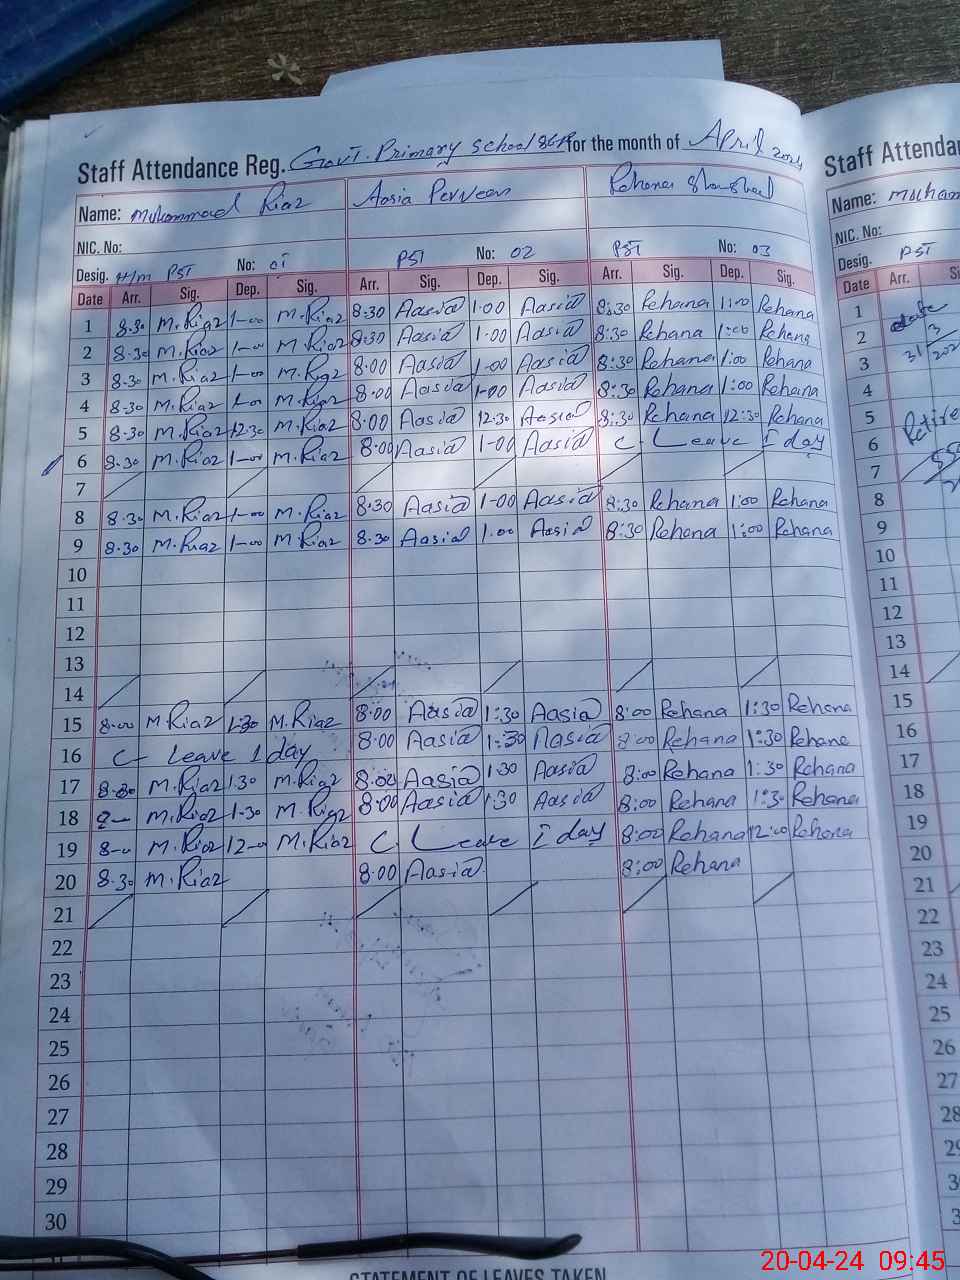 Staff Attendance Reg. Govt. Primary School for the month of April 2024
Name: Muhammad Riaz Aasia Perveen Rehana Shamshad
NIC. No:
Desig. H/m PST No: 01 PST No: 02 PST No: 03
Date Arr. Sig. Dep. Sig. Arr. Sig. Dep. Sig. Arr. Sig. Dep. Sig.
1 8-30 M.Riaz 1-00 M.Riaz 8:30 Aasia 1:00 Aasia 8:30 Rehana 1:00 Rehana
2 8-30 M.Riaz 1-00 M.Riaz 8:30 Aasia 1-00 Aasia 8:30 Rehana 1:00 Rehana
3 8-30 M.Riaz 1-00 M.Riaz 8:00 Aasia 1-00 Aasia 8:30 Rehana 1:00 Rehana
4 8-30 M.Riaz 1-00 M.Riaz 8:00 Aasia 1-00 Aasia 8:30 Rehana 1:00 Rehana
5 8-30 M.Riaz 12-30 M.Riaz 8:00 Aasia 12:30 Aasia 8:30 Rehana 12:30 Rehana
6 8-30 M.Riaz 1-00 M.Riaz 8:00 Aasia 1-00 Aasia C. Leave 1 day
7
8 8-30 M.Riaz 1-00 M.Riaz 8:30 Aasia 1-00 Aasia 8:30 Rehana 1:00 Rehana
9 8-30 M.Riaz 1-00 M.Riaz 8.30 Aasia 1.00 Aasia 8:30 Rehana 1:00 Rehana
10
11
12
13
14
15 8-00 M.Riaz 1-30 M.Riaz 8:00 Aasia 1:30 Aasia 8:00 Rehana 1:30 Rehana
16 C- Leave 1 day 8:00 Aasia 1:30 Aasia 8:00 Rehana 1:30 Rehana
17 M.Riaz 1.30 M.Riaz 8:00 Aasia 1:30 Aasia 8:00 Rehana 1:30 Rehana
18 M.Riaz 1-30 M.Riaz 8:00 Aasia 1:30 Aasia 8:00 Rehana 1:30 Rehana
19 M.Riaz M.Riaz C. Leave 1 day 8:00 Rehana 12:00 Rehana
20 8-30 M.Riaz 8:00 Aasia 8:00 Rehana
21
22
23
24
25
26
27
28
29
30
STATEMENT OF LEAVES TAKEN
Staff Attenda
Name: Muham
NIC. No:
Desig. PST
Date Arr.
1
2
3
4
5
6
7
8
9
10
11
12
13
14
15
16
17
18
19
20
21
22
23
24
25
26
27
28
20-04-24 09:45